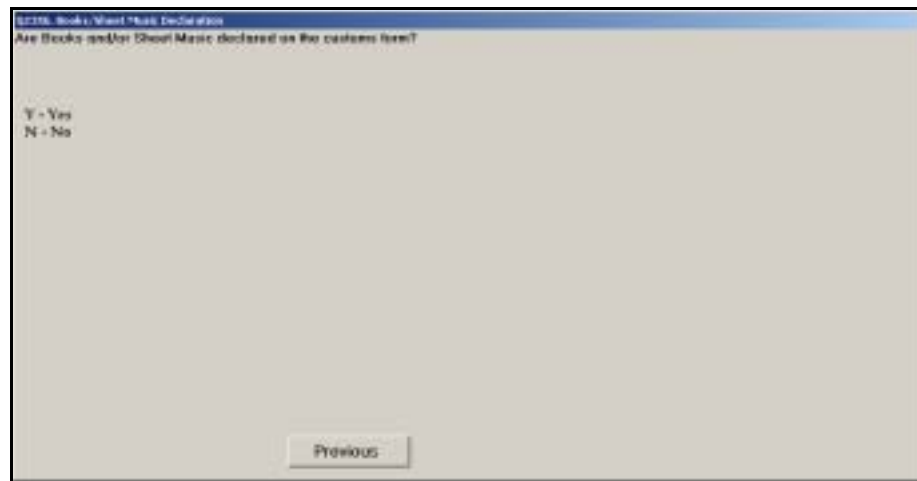 Books/Sheet Music Declaration
Are Books and/or Sheet Music declared on the customs form?
Y - Yes
N - No
Previous